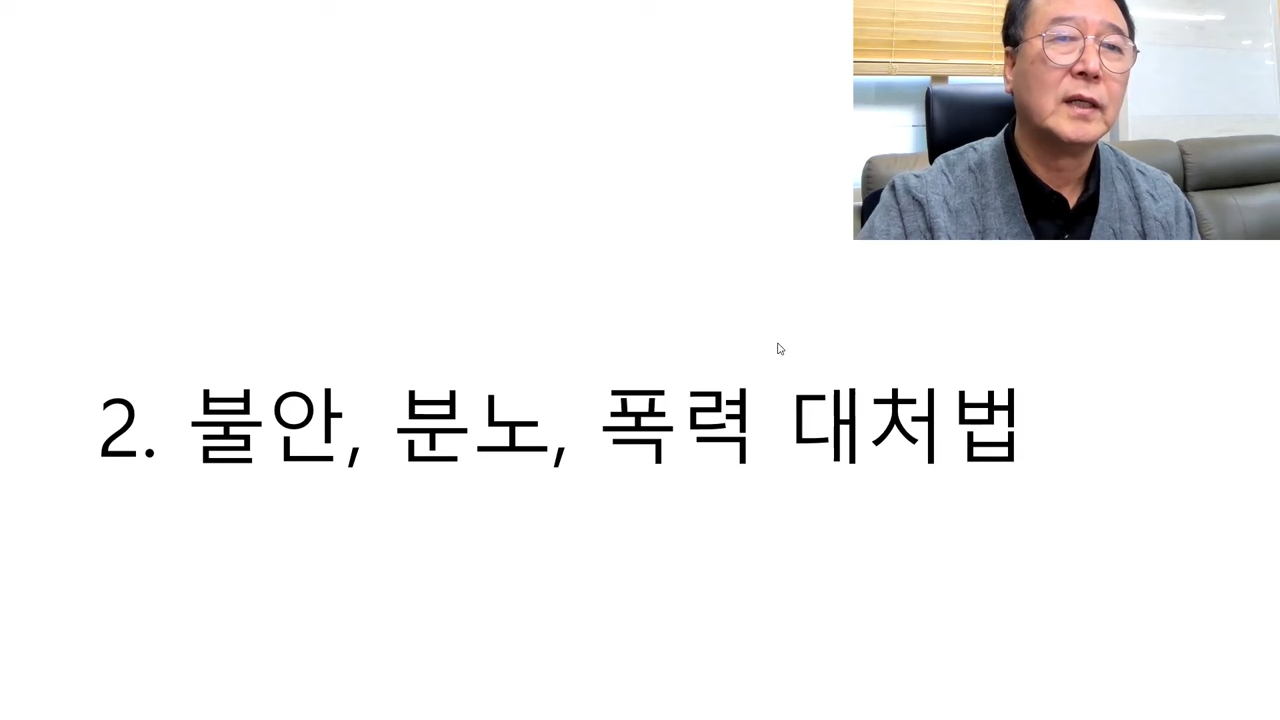 2. 불안, 분노, 폭력 대처법